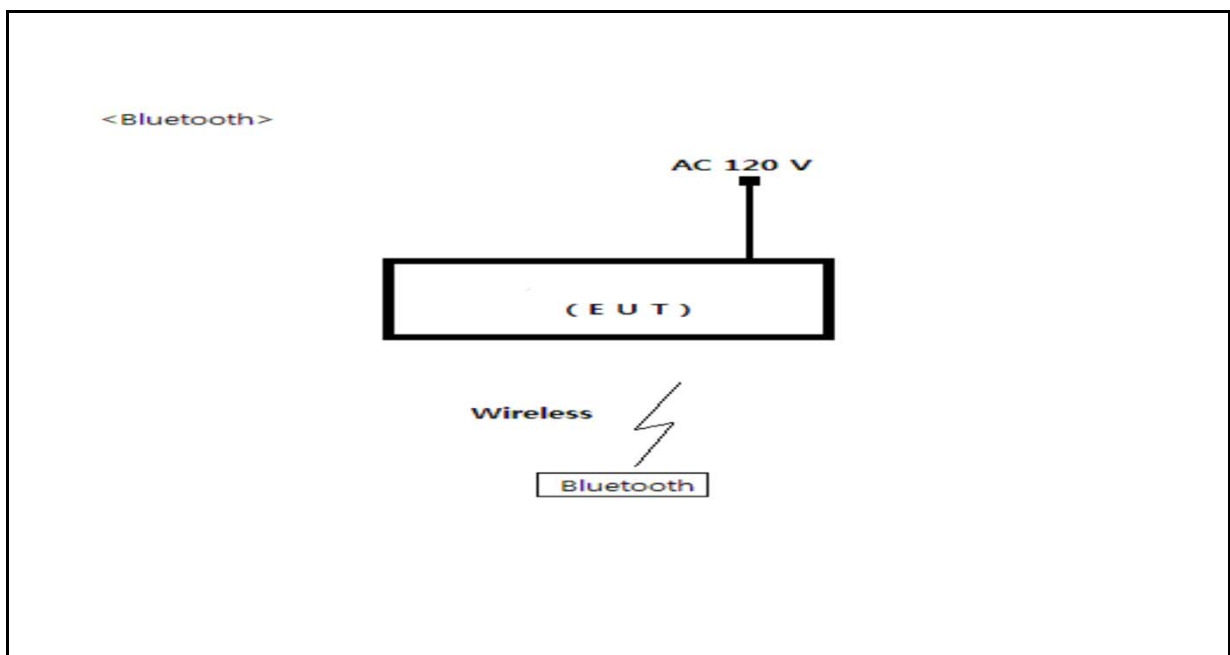 <Bluetooth>
AC 120 V
( E U T )
Wireless
Bluetooth